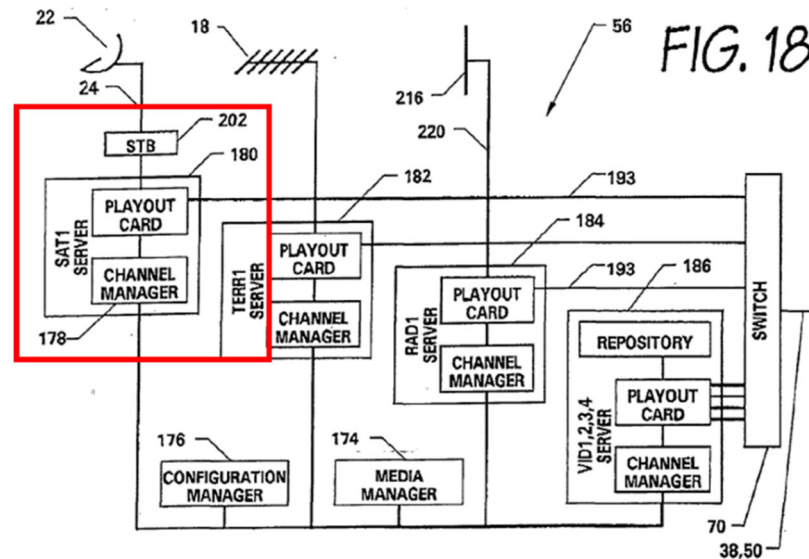 FIG. 18
22
18
56
24
216
202
STB
220
180
182
193
PLAYOUT
CARD
SAT1
SERVER
CHANNEL
MANAGER
178
184
PLAYOUT
CARD
TERR1
SERVER
CHANNEL
MANAGER
193
186
PLAYOUT
CARD
RAD1
SERVER
CHANNEL
MANAGER
REPOSITORY
PLAYOUT
CARD
VID1,2,3,4
SERVER
CHANNEL
MANAGER
SWITCH
176
CONFIGURATION
MANAGER
174
MEDIA
MANAGER
70
38,50